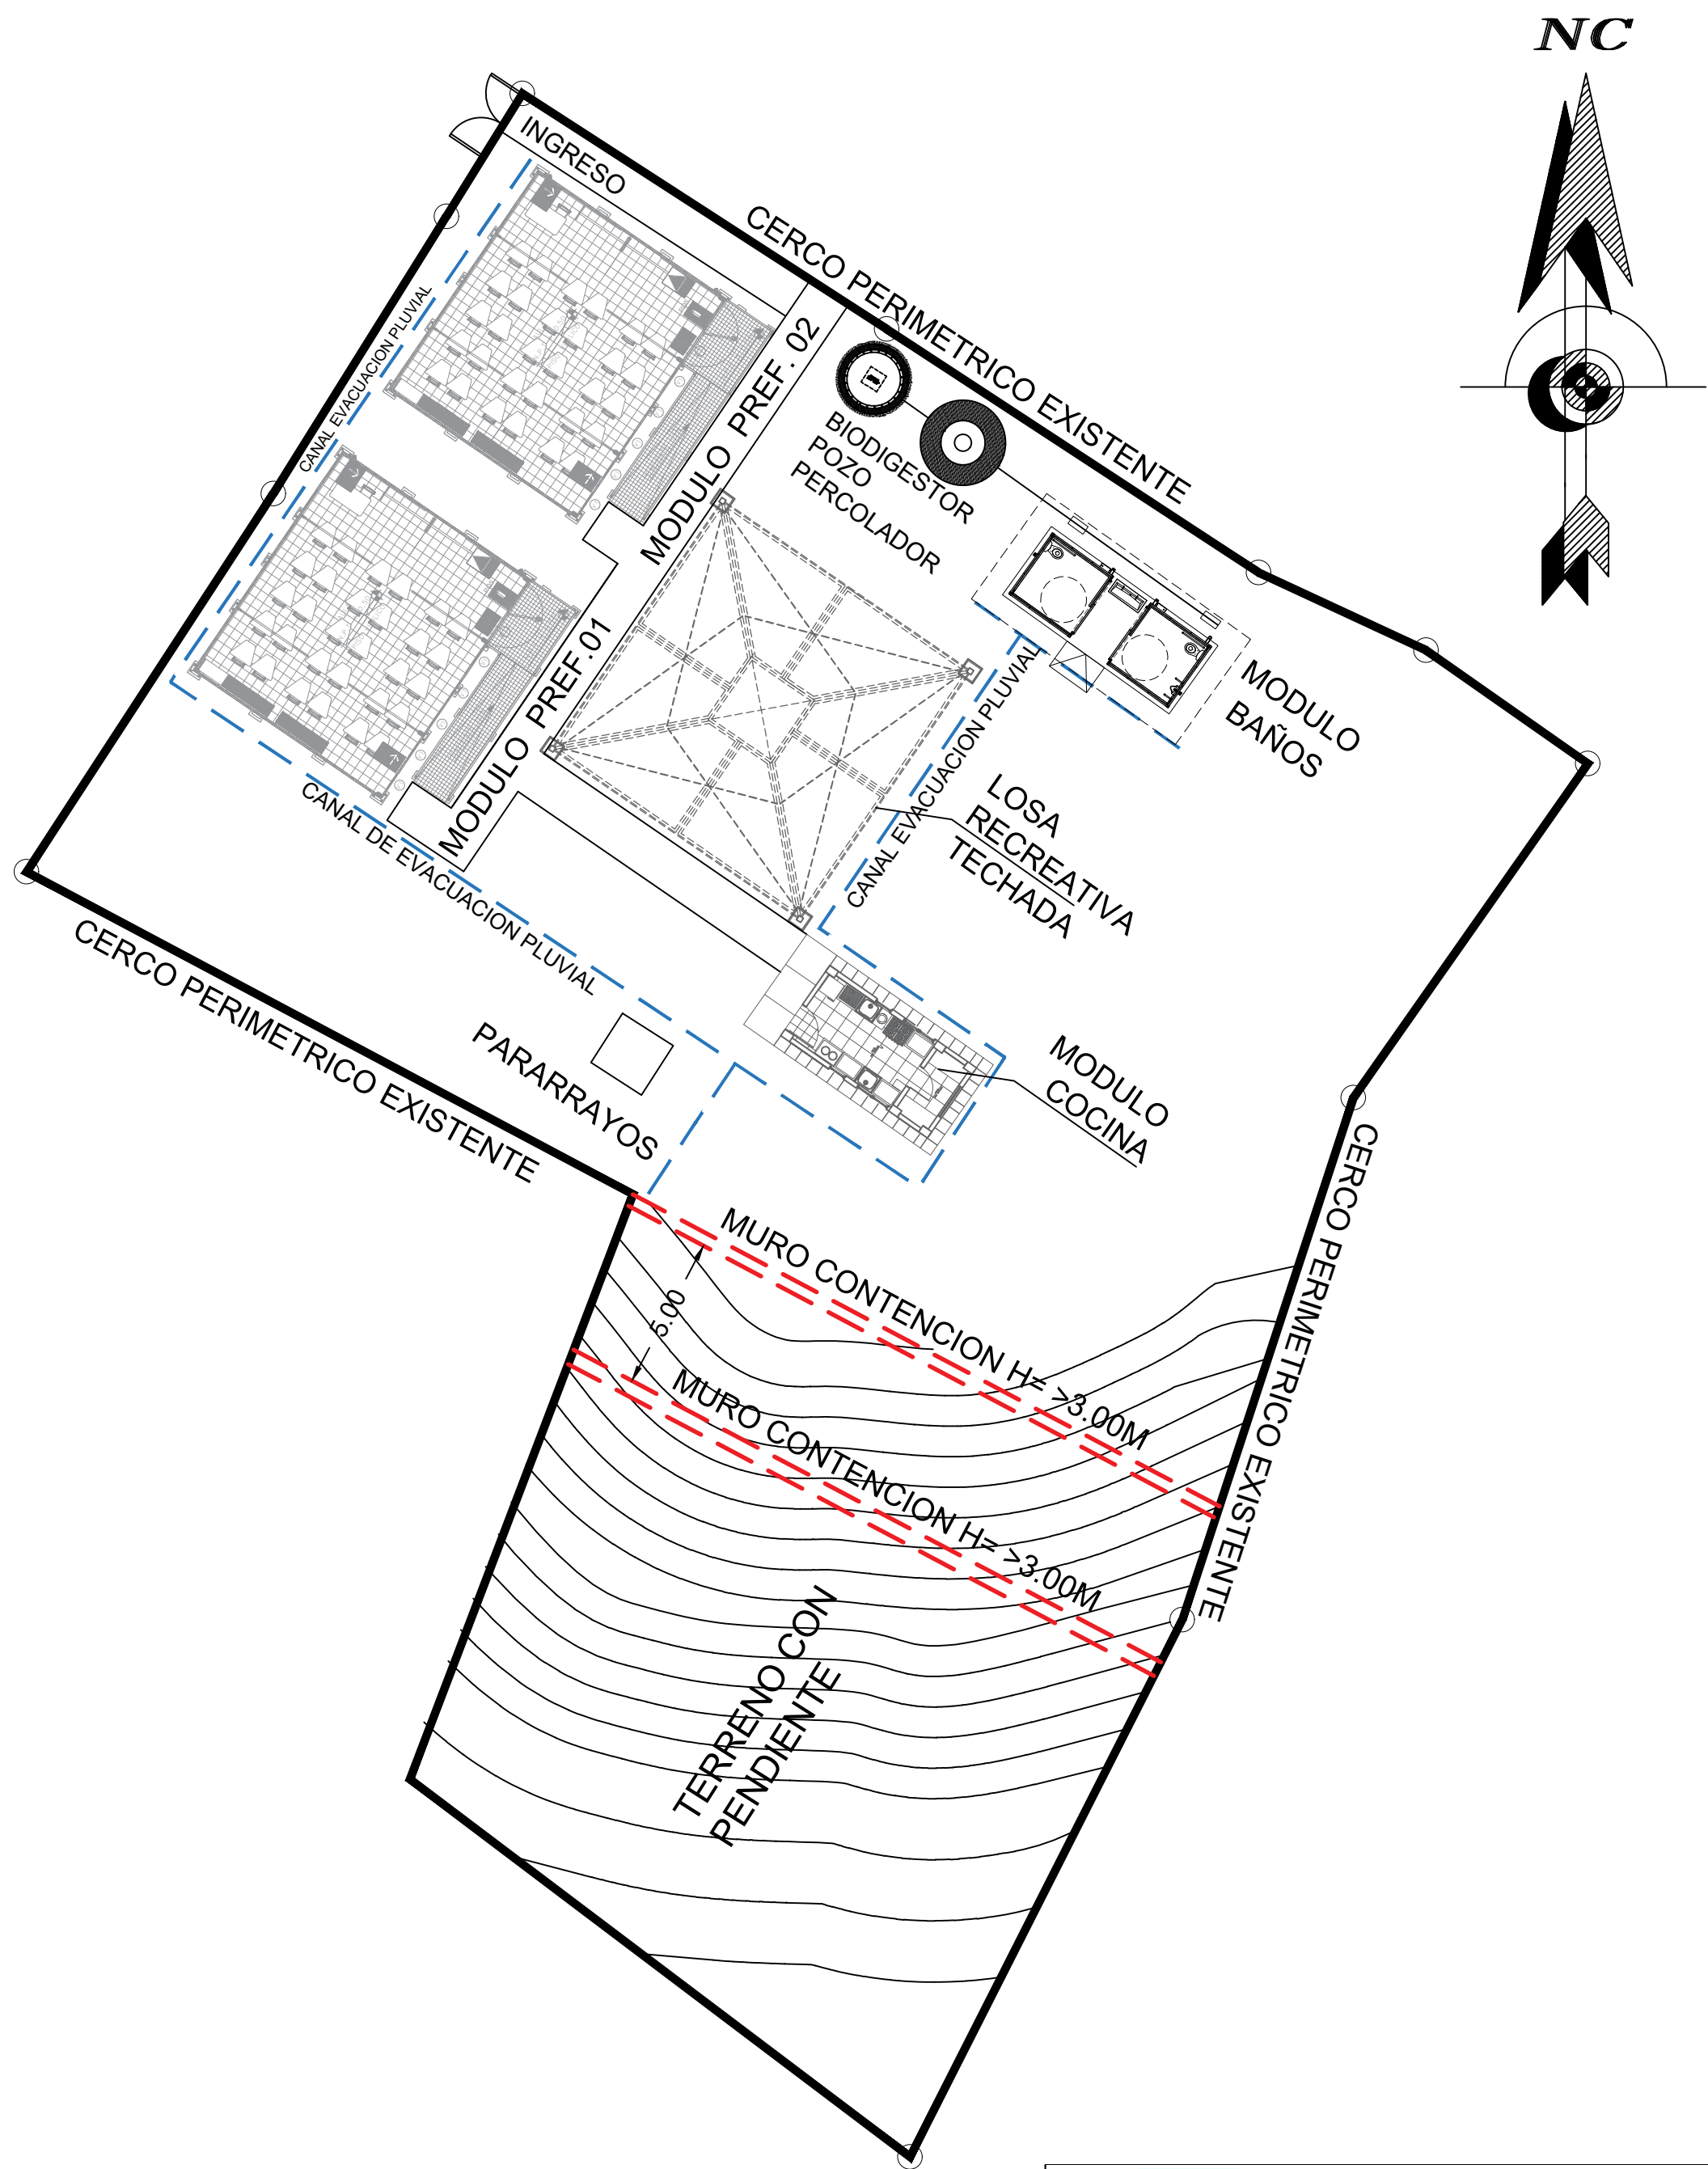 NC
INGRESO
CERCO PERIMETRICO EXISTENTE
CANAL EVACUACION PLUVIAL
MODULO PREF. 02
BIODIGESTOR
POZO
PERCOLADOR
MODULO
BAÑOS
MODULO PREF.01
CANAL EVACUACION PLUVIAL
LOSA
RECREATIVA
TECHADA
CANAL DE EVACUACION PLUVIAL
CERCO PERIMETRICO EXISTENTE
PARARRAYOS
MODULO
COCINA
CERCO PERIMETRICO EXISTENTE
MURO CONTENCION H= >3.00M
5.00
MURO CONTENCION H= >3.00M
TERRENO CON
PENDIENTE